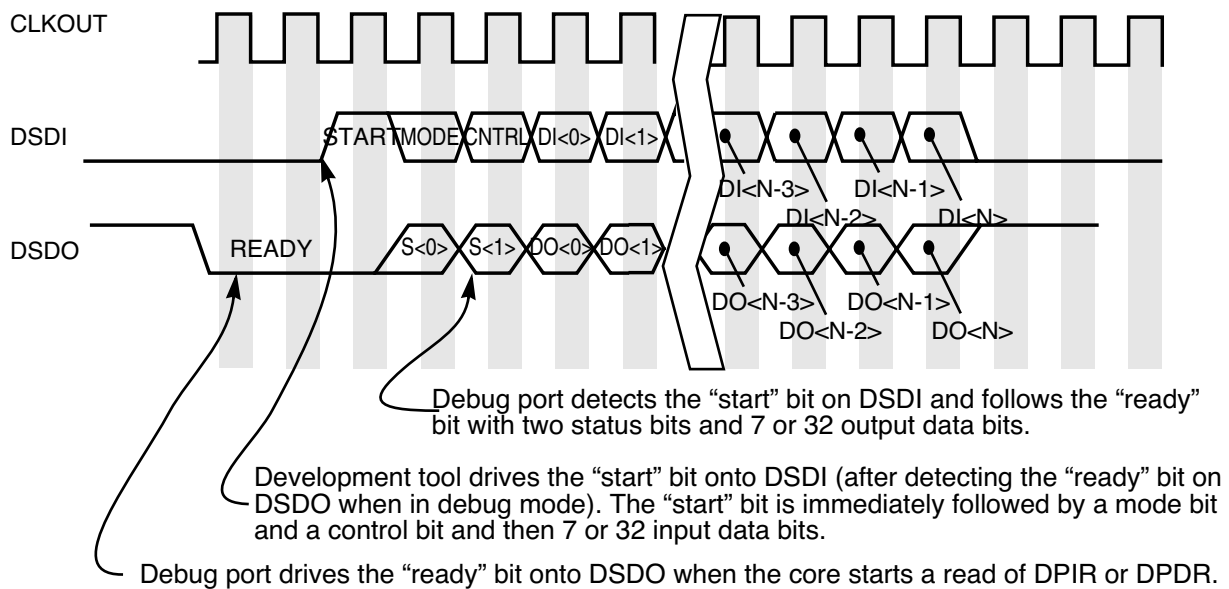 CLKOUT
DSDI
START MODE CNTRL DI<0> DI<1>
DI<N-3> DI<N-1>
DI<N-2> DI<N>
DSDO
READY S<0> S<1> DO<0> DO<1>
DO<N-3> DO<N-1>
DO<N-2> DO<N>
Debug port detects the “start” bit on DSDI and follows the “ready”
bit with two status bits and 7 or 32 output data bits.
Development tool drives the “start” bit onto DSDI (after detecting the “ready” bit on
DSDO when in debug mode). The “start” bit is immediately followed by a mode bit
and a control bit and then 7 or 32 input data bits.
Debug port drives the “ready” bit onto DSDO when the core starts a read of DPIR or DPDR.